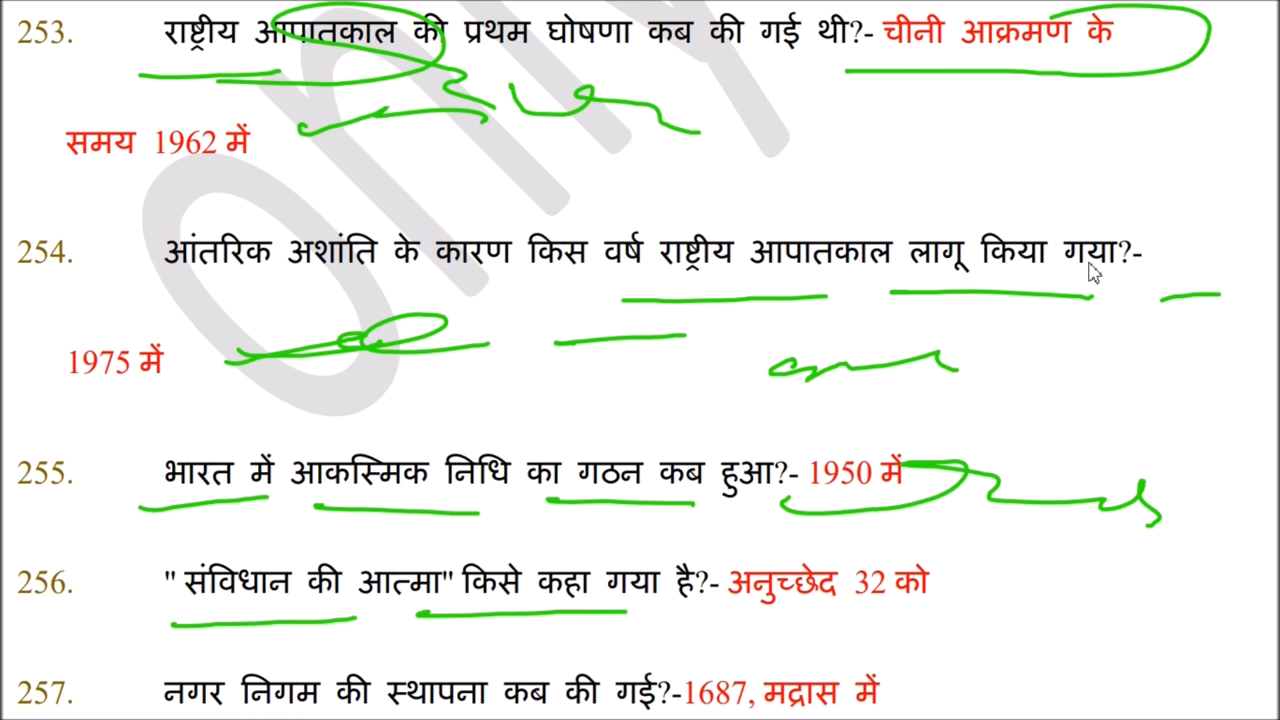 253. राष्ट्रीय आपातकाल की प्रथम घोषणा कब की गई थी?- चीनी आक्रमण के
समय 1962 में
254. आंतरिक अशांति के कारण किस वर्ष राष्ट्रीय आपातकाल लागू किया गया?-
1975 में
255. भारत में आकस्मिक निधि का गठन कब हुआ?- 1950 में
256. " संविधान की आत्मा" किसे कहा गया है?- अनुच्छेद 32 को
257. नगर निगम की स्थापना कब की गई?-1687, मद्रास में